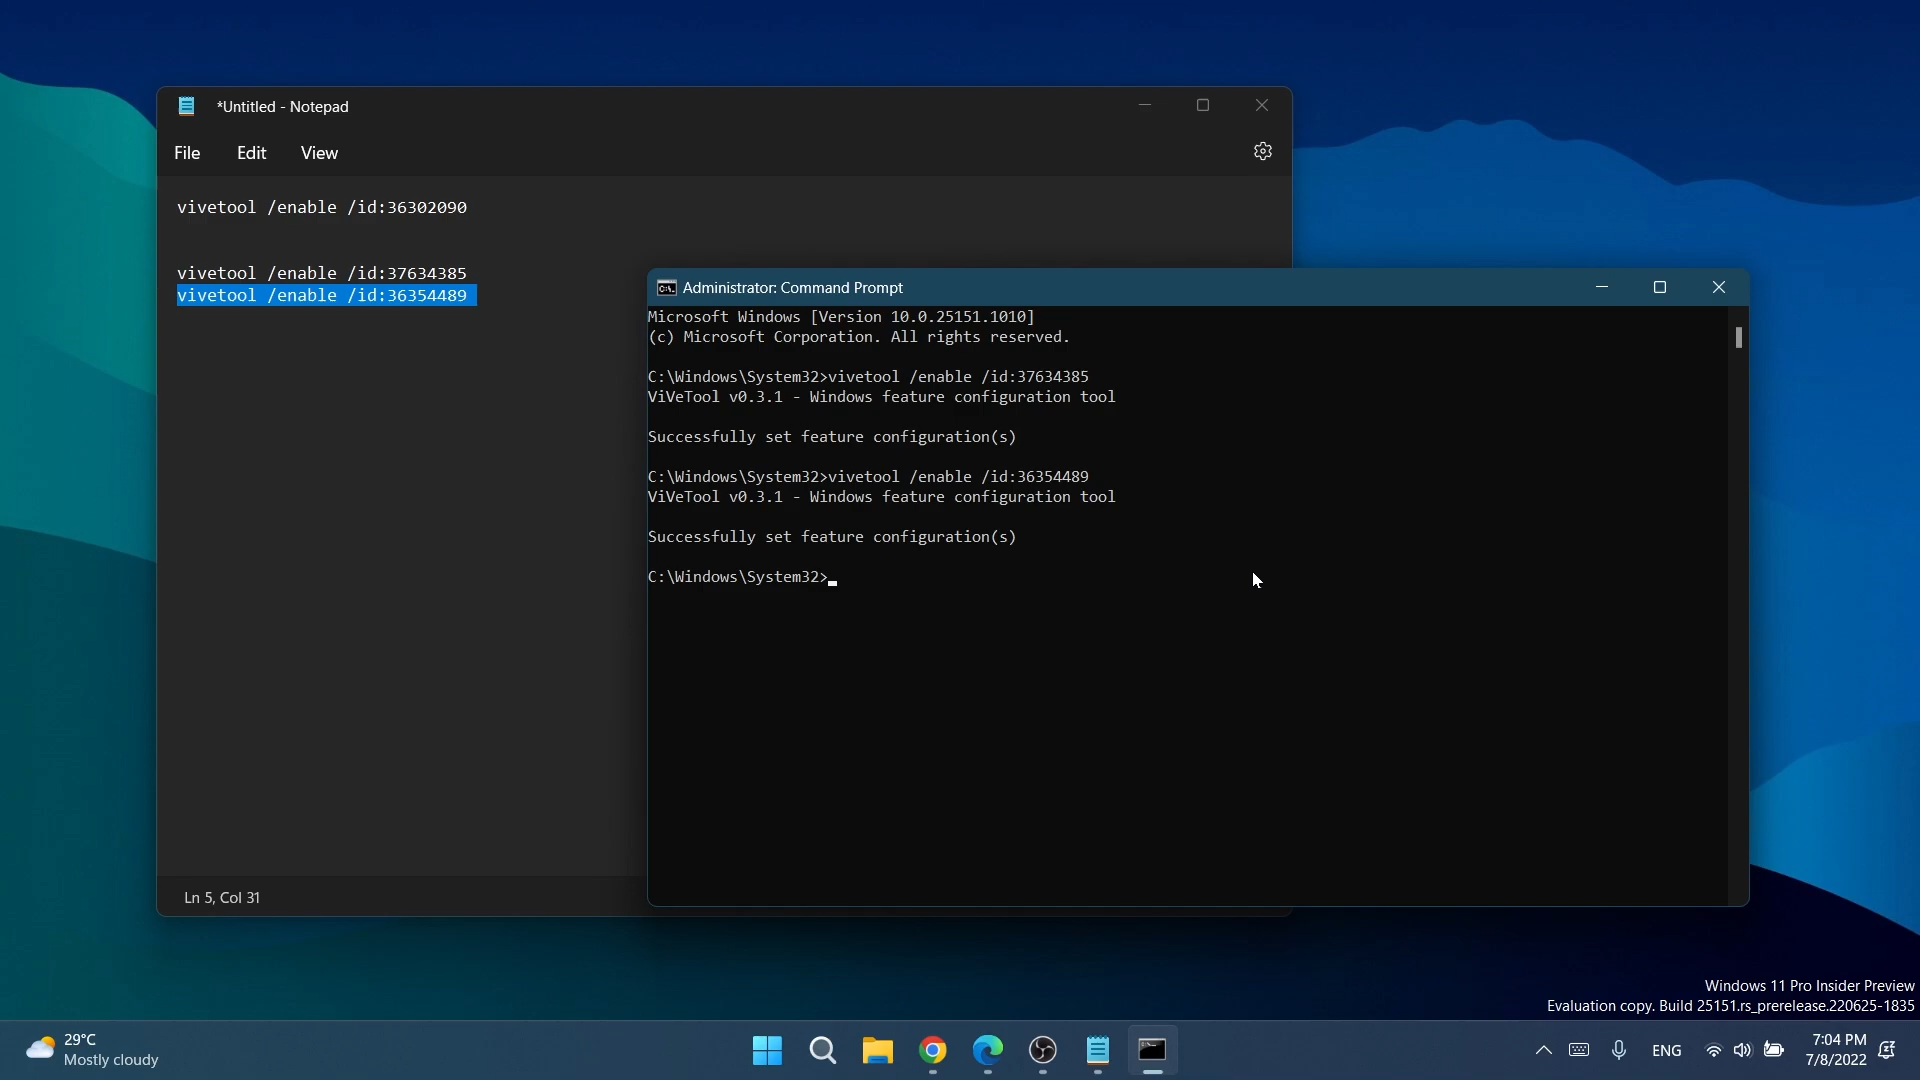 *Untitled - Notepad
File Edit View
vivetool /enable /id:36302090
vivetool /enable /id:37634385
vivetool /enable /id:36354489
Ln 5, Col 31
Administrator: Command Prompt
Microsoft Windows [Version 10.0.25151.1010]
(c) Microsoft Corporation. All rights reserved.
C:\Windows\System32>vivetool /enable /id:37634385
ViVeTool v0.3.1 - Windows feature configuration tool
Successfully set feature configuration(s)
C:\Windows\System32>vivetool /enable /id:36354489
ViVeTool v0.3.1 - Windows feature configuration tool
Successfully set feature configuration(s)
C:\Windows\System32>
Windows 11 Pro Insider Preview
Evaluation copy. Build 25151.rs_prerelease.220625-1835
29°C
Mostly cloudy
ENG
7:04 PM
7/8/2022